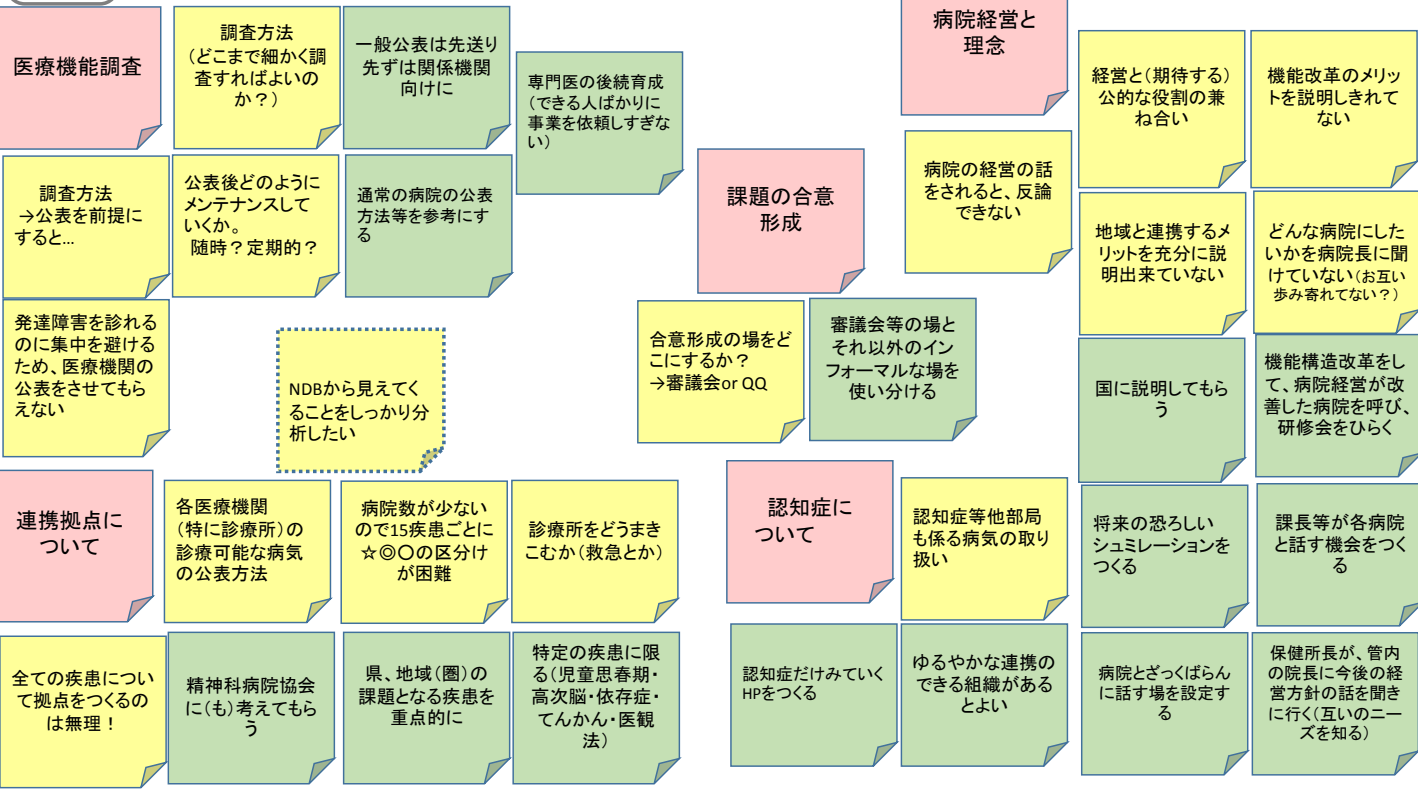 医療機能調査
調査方法
（どこまで細かく調
査すればよいの
か？）
一般公表は先送り
先ずは関係機関
向けに
専門医の後続育成
（できる人ばかりに
事業を依頼しすぎな
い）
調査方法
→公表を前提に
すると…
公表後どのように
メンテナンスして
いくか。
随時？定期的？
通常の病院の公表
方法等を参考にす
る
発達障害を診れる
のに集中を避ける
ため、医療機関の
公表をさせてもら
えない
NDBから見えてく
ることをしっかり分
析したい
課題の合意
形成
合意形成の場をど
こにするか？
→審議会or QQ
審議会等の場と
それ以外のイン
フォーマルな場を
使い分ける
病院経営と
理念
経営と（期待する）
公的な役割の兼
ね合い
機能改革のメリッ
トを説明しきれて
ない
病院の経営の話
をされると、反論
できない
地域と連携するメ
リットを充分に説
明出来ていない
どんな病院にした
いかを病院長に聞
けていない（お互い
歩み寄れてない？）
国に説明してもら
う
機能構造改革をし
て、病院経営が改
善した病院を呼び、
研修会をひらく
将来の恐ろしい
シュミレーションを
つくる
課長等が各病院
と話す機会をつく
る
病院とざっくばらん
に話す場を設定す
る
保健所長が、管内
の院長に今後の経
営方針の話を聞き
に行く（互いのニー
ズを知る）
連携拠点に
ついて
各医療機関
（特に診療所）の
診療可能な病気
の公表方法
病院数が少ない
ので15疾患ごとに
☆◎○の区分け
が困難
診療所をどうまき
こむか（救急とか）
全ての疾患につい
て拠点をつくるの
は無理！
精神科病院協会
に（も）考えてもら
う
県、地域（圏）の
課題となる疾患を
重点的に
特定の疾患に限
る（児童思春期・
高次脳・依存症・
てんかん・医観
法）
認知症に
ついて
認知症等他部局
も係る病気の取り
扱い
認知症だけみていく
HPをつくる
ゆるやかな連携の
できる組織がある
とよい